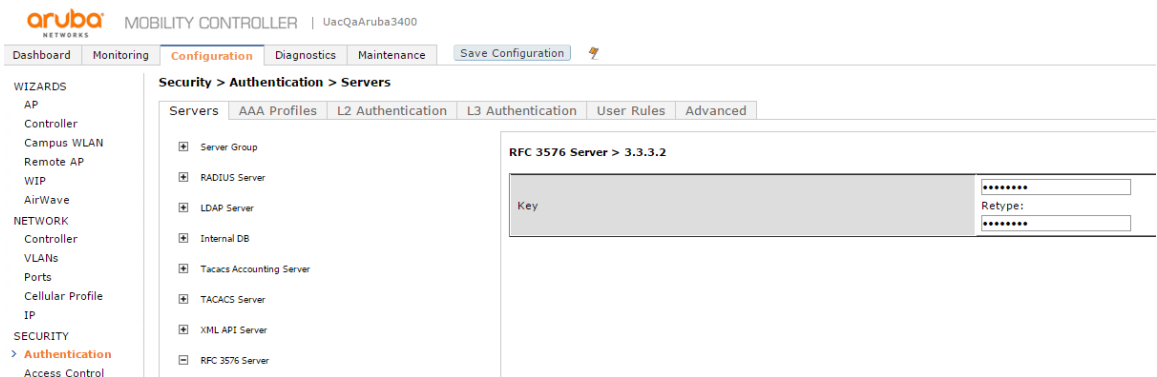 aruba
NETWORKS
MOBILITY CONTROLLER | UacQaAruba3400
Dashboard Monitoring Configuration Diagnostics Maintenance Save Configuration
WIZARDS
AP
Controller
Campus WLAN
Remote AP
WIP
AirWave
NETWORK
Controller
VLANs
Ports
Cellular Profile
IP
SECURITY
> Authentication
Access Control
Security > Authentication > Servers
Servers AAA Profiles L2 Authentication L3 Authentication User Rules Advanced
Server Group
RADIUS Server
LDAP Server
Internal DB
Tacacs Accounting Server
TACACS Server
XML API Server
RFC 3576 Server
RFC 3576 Server > 3.3.3.2
Key
••••••••
Retype:
••••••••